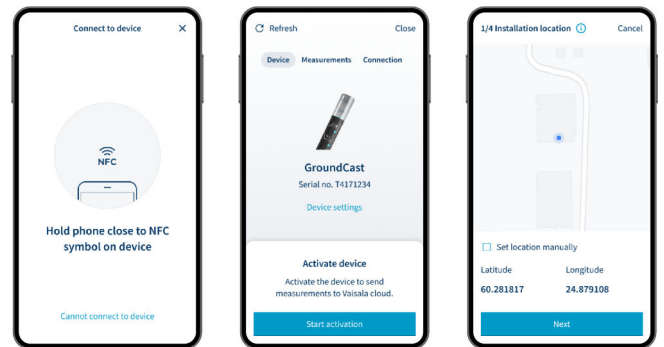 Connect to device
NFC
Hold phone close to NFC
symbol on device
Cannot connect to device
Refresh
Close
Device
Measurements
Connection
GroundCast
Serial no. T4171234
Device settings
Activate device
Activate the device to send
measurements to Vaisala cloud.
Start activation
1/4 Installation location
Cancel
Set location manually
Latitude
Longitude
60.281817
24.879108
Next